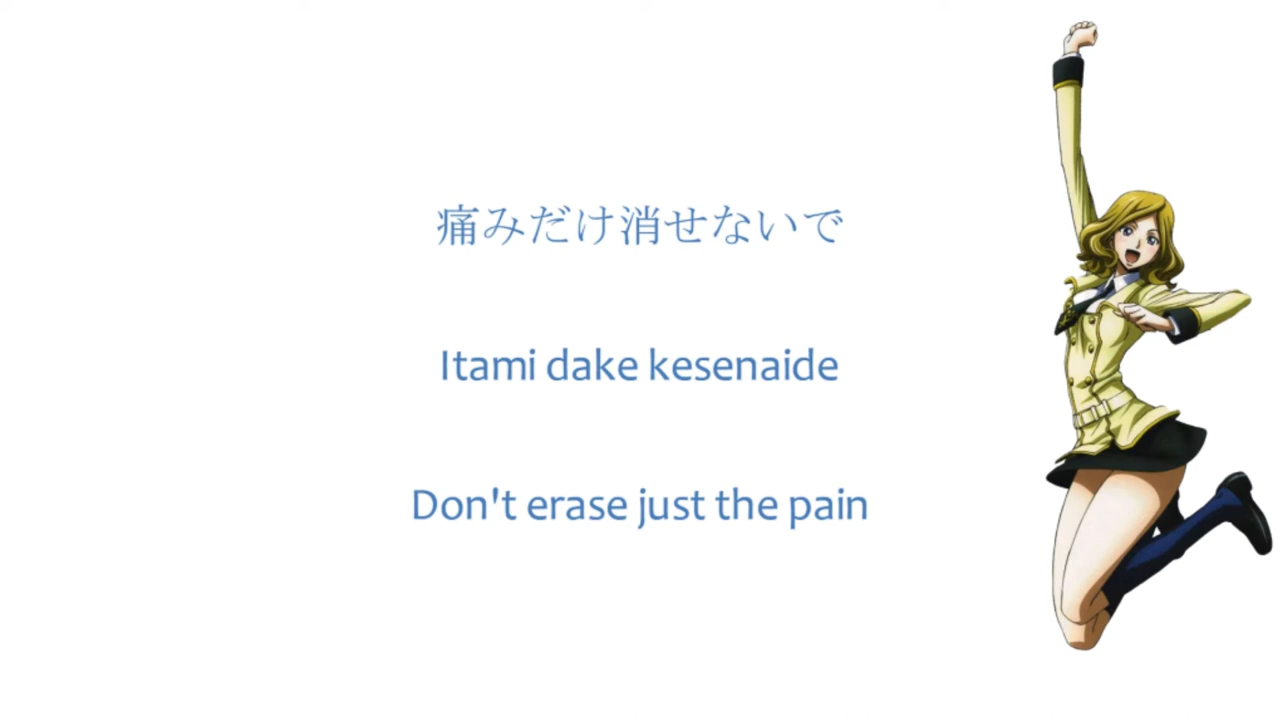 痛みだけ消せないで
Itami dake kesenaide
Don't erase just the pain